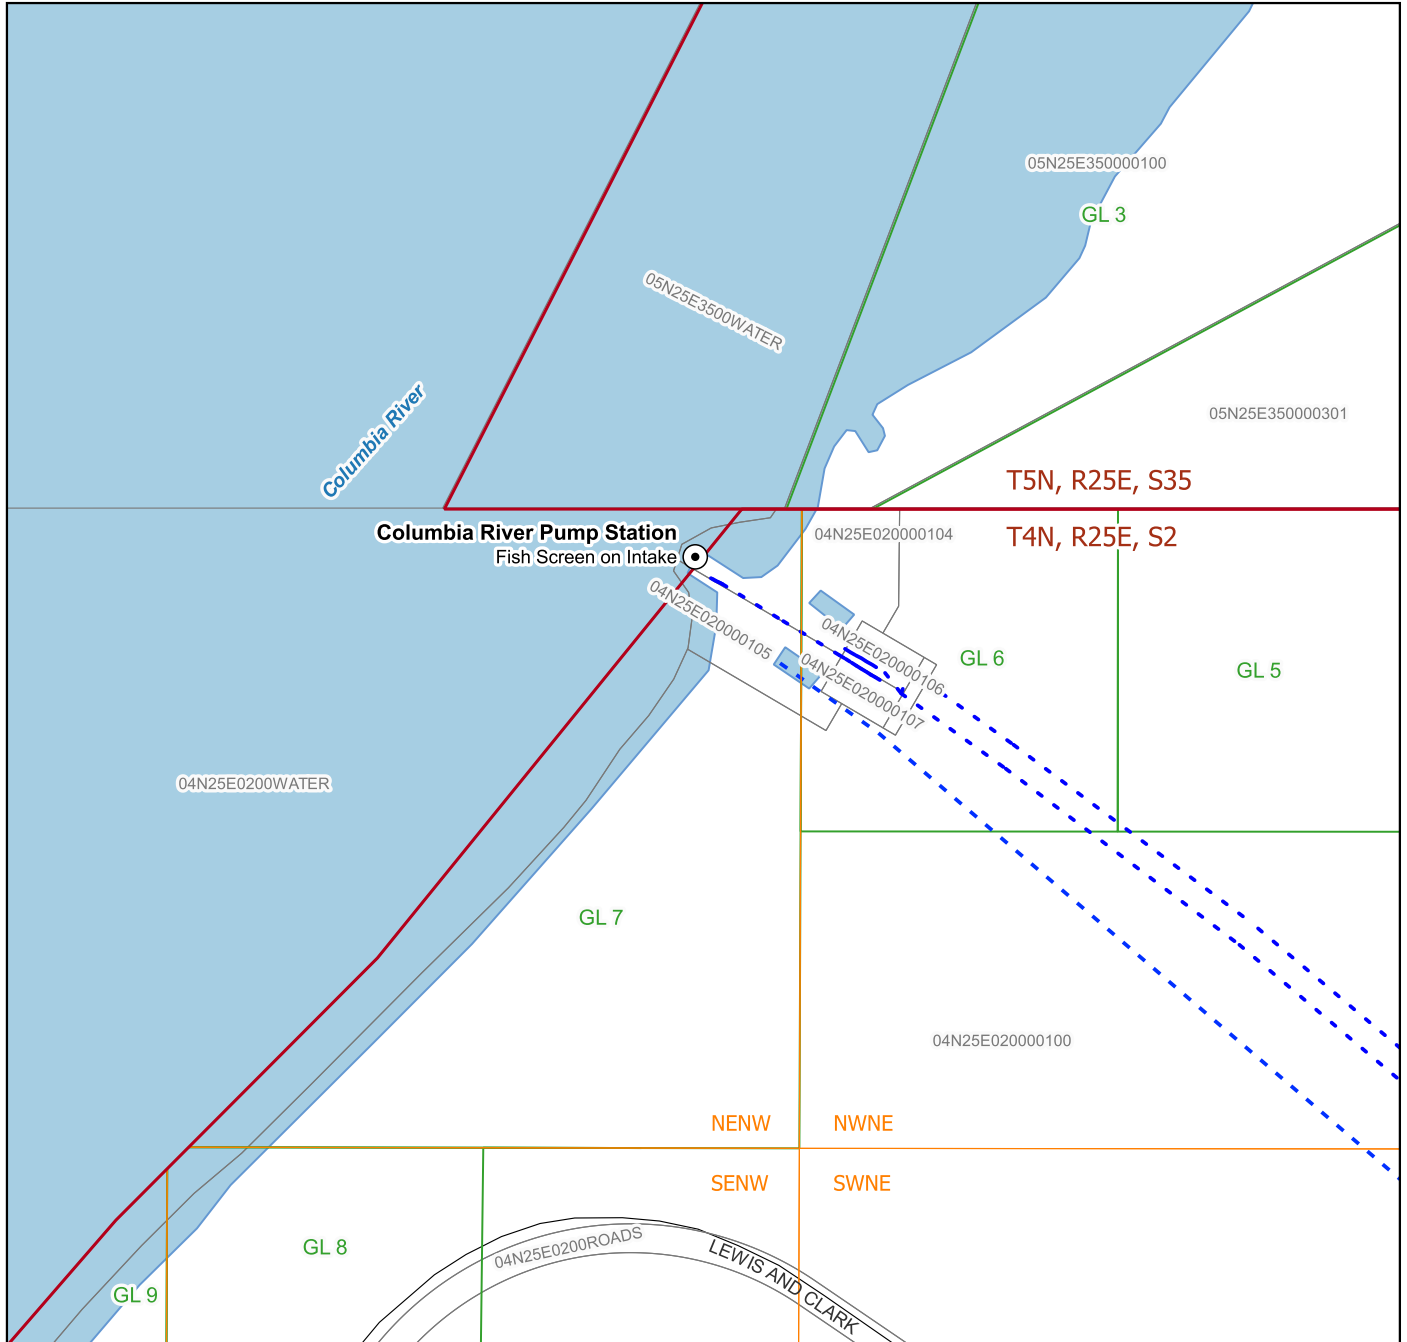 05N25E350000100
GL 3
05N25E3500WATER
Columbia River
05N25E350000301
T5N, R25E, S35
Columbia River Pump Station
Fish Screen on Intake
04N25E020000104
T4N, R25E, S2
04N25E020000105
04N25E020000106
04N25E020000107
GL 6
GL 5
04N25E0200WATER
GL 7
04N25E020000100
NENW
NWNE
SENW
SWNE
GL 8
04N25E0200ROADS
LEWIS AND CLARK
GL 9